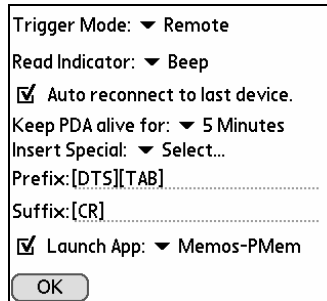 Trigger Mode: Remote
Read Indicator: Beep
Auto reconnect to last device.
Keep PDA alive for: 5 Minutes
Insert Special: Select...
Prefix:[DTS][TAB]
Suffix:[CR]
Launch App: Memos-PMem
OK